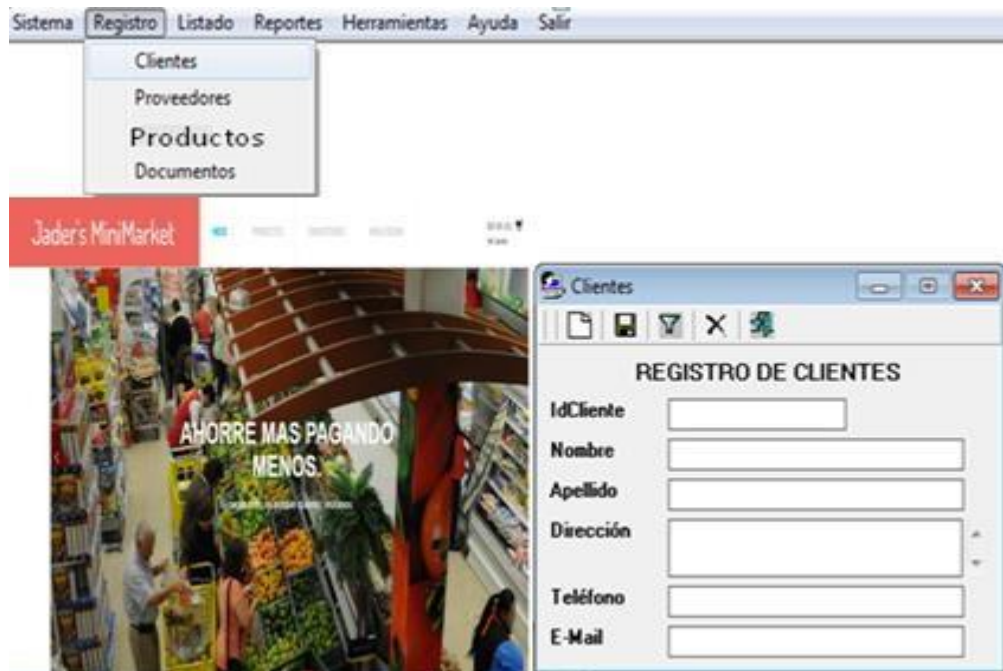 Sistema Registro Listado Reportes Herramientas Ayuda Salir
Clientes
Proveedores
Productos
Documentos
Jader's MiniMarket
AHORRE MAS PAGANDO
MENOS.
Clientes
REGISTRO DE CLIENTES
IdCliente
Nombre
Apellido
Dirección
Teléfono
E-Mail